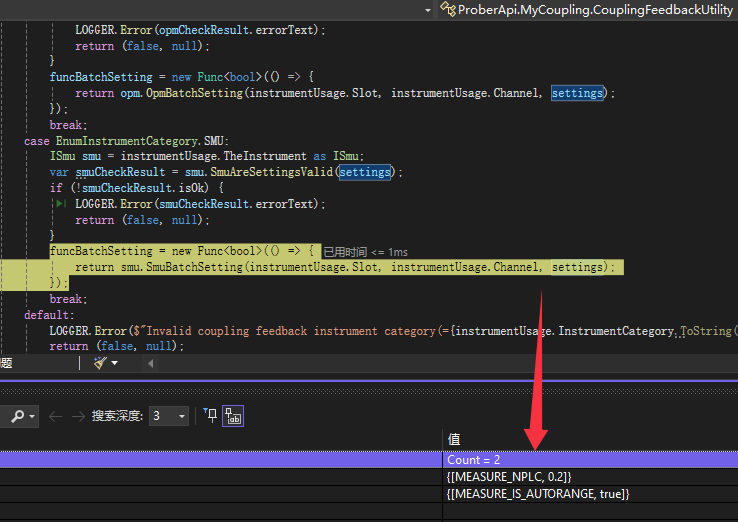 ProberApi.MyCoupling.CouplingFeedbackUtility
LOGGER.Error(opmCheckResult.errorText);
return (false, null);
}
funcBatchSetting = new Func<bool>(() => {
return opm.OpmBatchSetting(instrumentUsage.Slot, instrumentUsage.Channel, settings);
});
break;
case EnumInstrumentCategory.SMU:
ISmu smu = instrumentUsage.TheInstrument as ISmu;
var smuCheckResult = smu.SmuAreSettingsValid(settings);
if (!smuCheckResult.isOk) {
LOGGER.Error(smuCheckResult.errorText);
return (false, null);
}
funcBatchSetting = new Func<bool>(() => { 已用时间 <= 1ms
return smu.SmuBatchSetting(instrumentUsage.Slot, instrumentUsage.Channel, settings);
});
break;
default:
LOGGER.Error($"Invalid coupling feedback instrument category(={instrumentUsage.InstrumentCategory.ToString(
return (false, null);
题
搜索深度: 3
值
Count = 2
{[MEASURE_NPLC, 0.2]}
{[MEASURE_IS_AUTORANGE, true]}